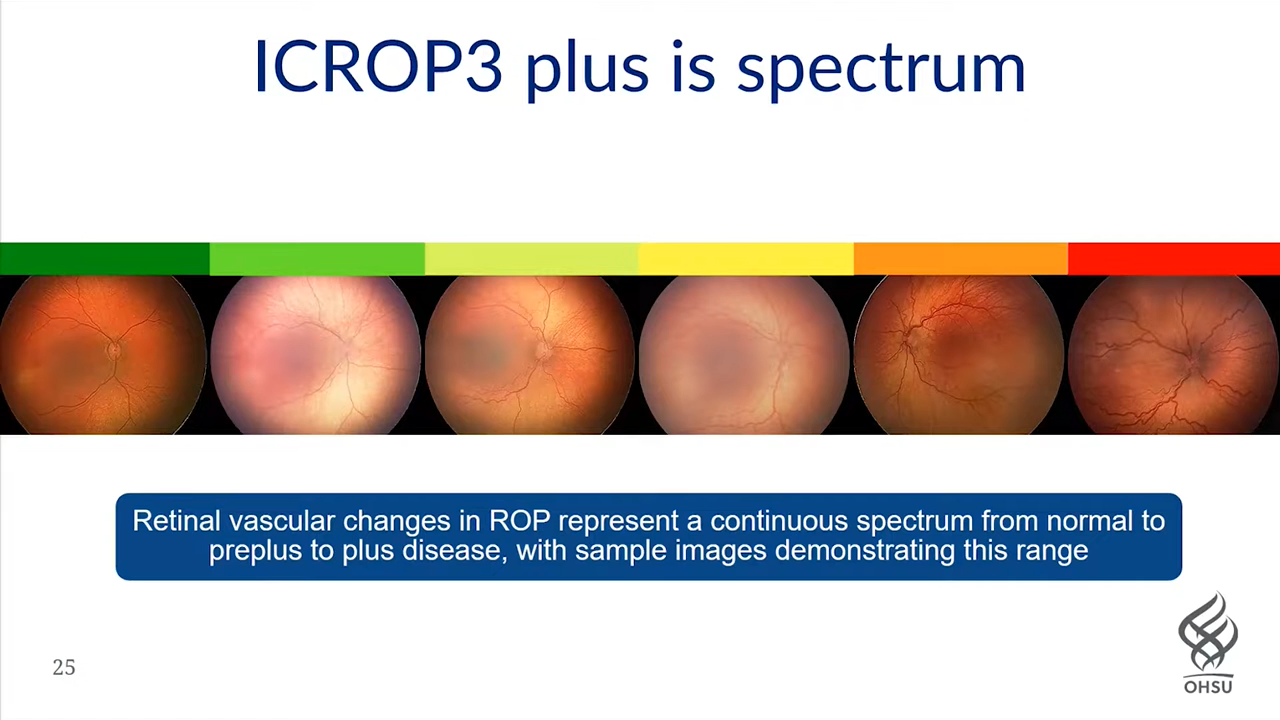 ICROP3 plus is spectrum
Retinal vascular changes in ROP represent a continuous spectrum from normal to
preplus to plus disease, with sample images demonstrating this range
25
OHSU